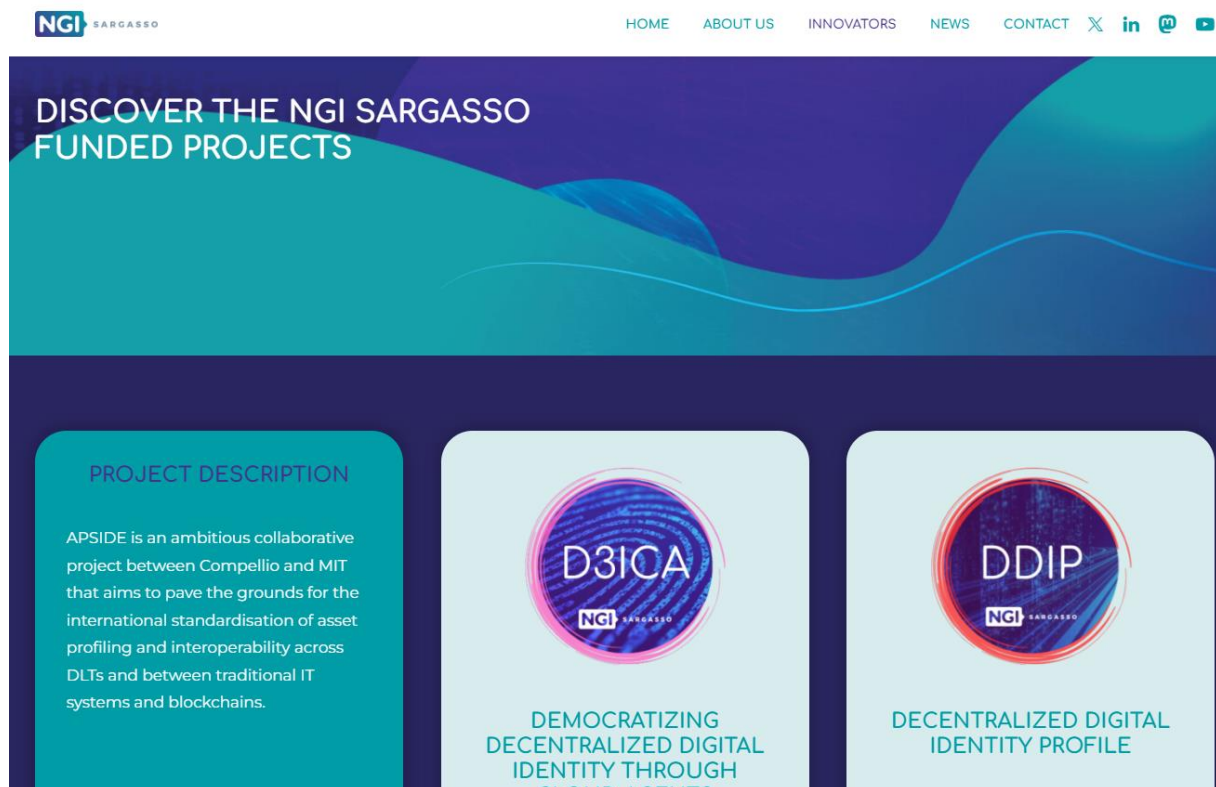 NGI SARGASSO
HOME ABOUT US INNOVATORS NEWS CONTACT
DISCOVER THE NGI SARGASSO
FUNDED PROJECTS
PROJECT DESCRIPTION
APSIDE is an ambitious collaborative
project between Compellio and MIT
that aims to pave the grounds for the
international standardisation of asset
profiling and interoperability across
DLTs and between traditional IT
systems and blockchains.
D3ICA
NGI SARGASSO
DEMOCRATIZING
DECENTRALIZED DIGITAL
IDENTITY THROUGH
DDIP
NGI SARGASSO
DECENTRALIZED DIGITAL
IDENTITY PROFILE